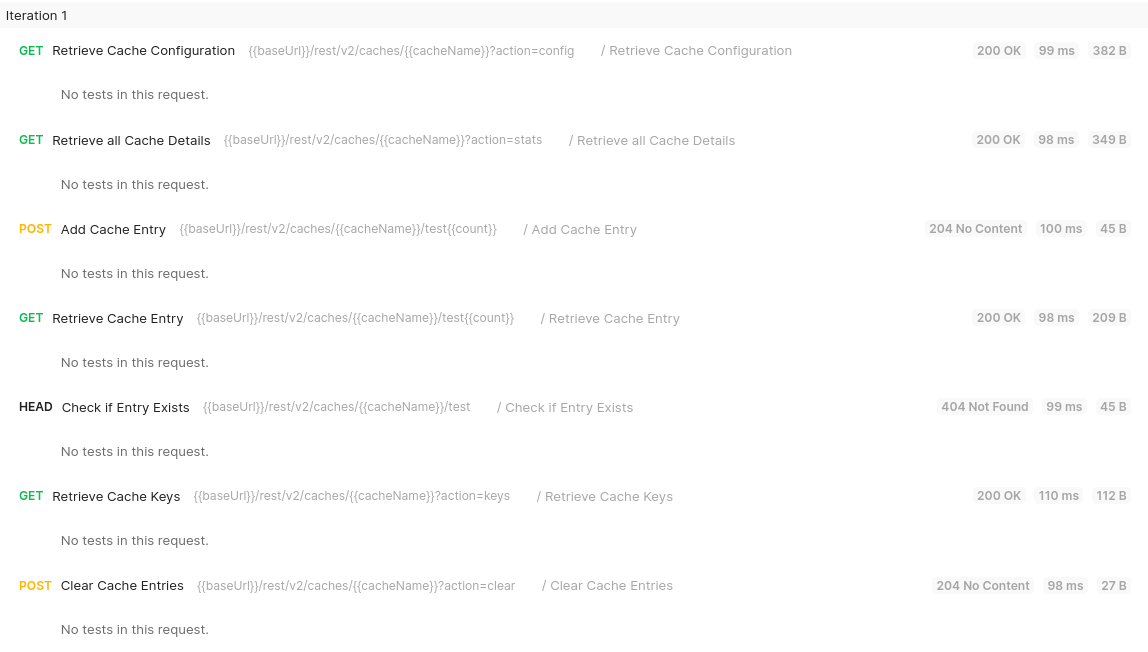 Iteration 1
GET Retrieve Cache Configuration {{baseUrl}}/rest/v2/caches/{{cacheName}}?action=config / Retrieve Cache Configuration 200 OK 99 ms 382 B
No tests in this request.
GET Retrieve all Cache Details {{baseUrl}}/rest/v2/caches/{{cacheName}}?action=stats / Retrieve all Cache Details 200 OK 98 ms 349 B
No tests in this request.
POST Add Cache Entry {{baseUrl}}/rest/v2/caches/{{cacheName}}/test{{count}} / Add Cache Entry 204 No Content 100 ms 45 B
No tests in this request.
GET Retrieve Cache Entry {{baseUrl}}/rest/v2/caches/{{cacheName}}/test{{count}} / Retrieve Cache Entry 200 OK 98 ms 209 B
No tests in this request.
HEAD Check if Entry Exists {{baseUrl}}/rest/v2/caches/{{cacheName}}/test / Check if Entry Exists 404 Not Found 99 ms 45 B
No tests in this request.
GET Retrieve Cache Keys {{baseUrl}}/rest/v2/caches/{{cacheName}}?action=keys / Retrieve Cache Keys 200 OK 110 ms 112 B
No tests in this request.
POST Clear Cache Entries {{baseUrl}}/rest/v2/caches/{{cacheName}}?action=clear / Clear Cache Entries 204 No Content 98 ms 27 B
No tests in this request.